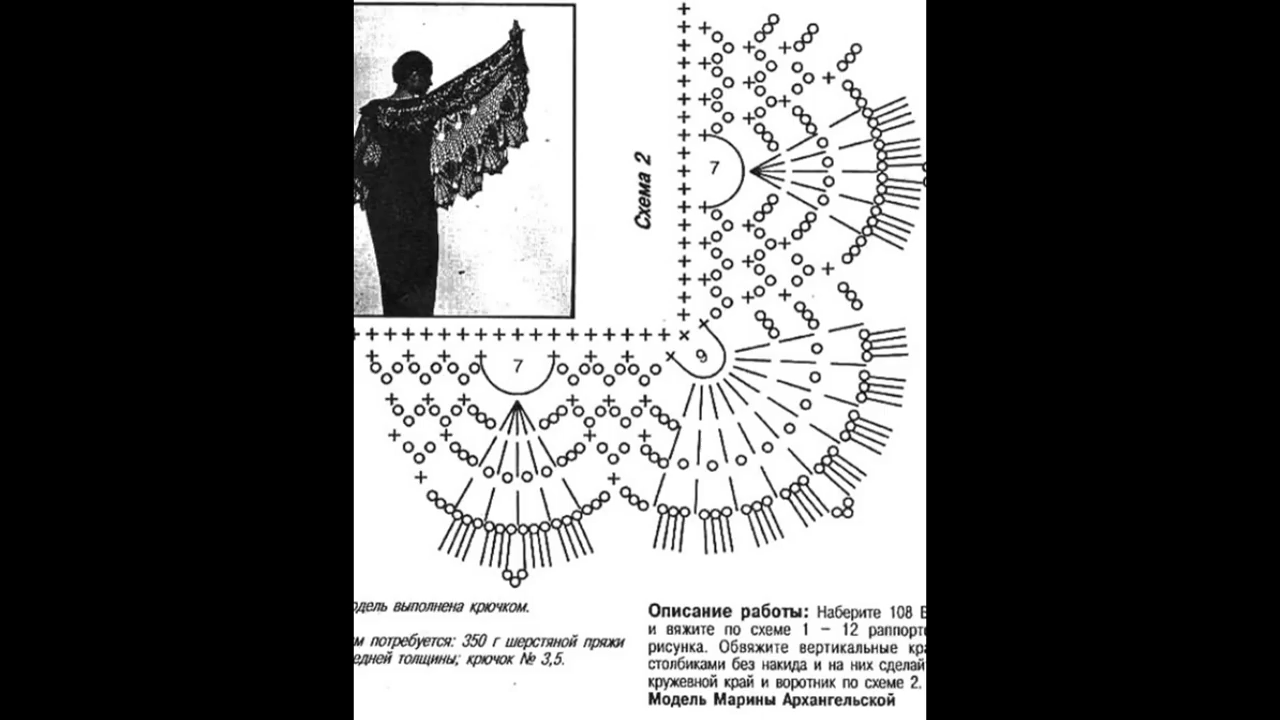 Схема 2
7
7
9
дель выполнена крючком.
м потребуется: 350 г шерстяной пряжи
едней толщины; крючок № 3,5.
Описание работы: Наберите 108 В
и вяжите по схеме 1 – 12 раппорт
рисунка. Обвяжите вертикальные кра
столбиками без накида и на них сделай
кружевной край и воротник по схеме 2.
Модель Марины Архангельской